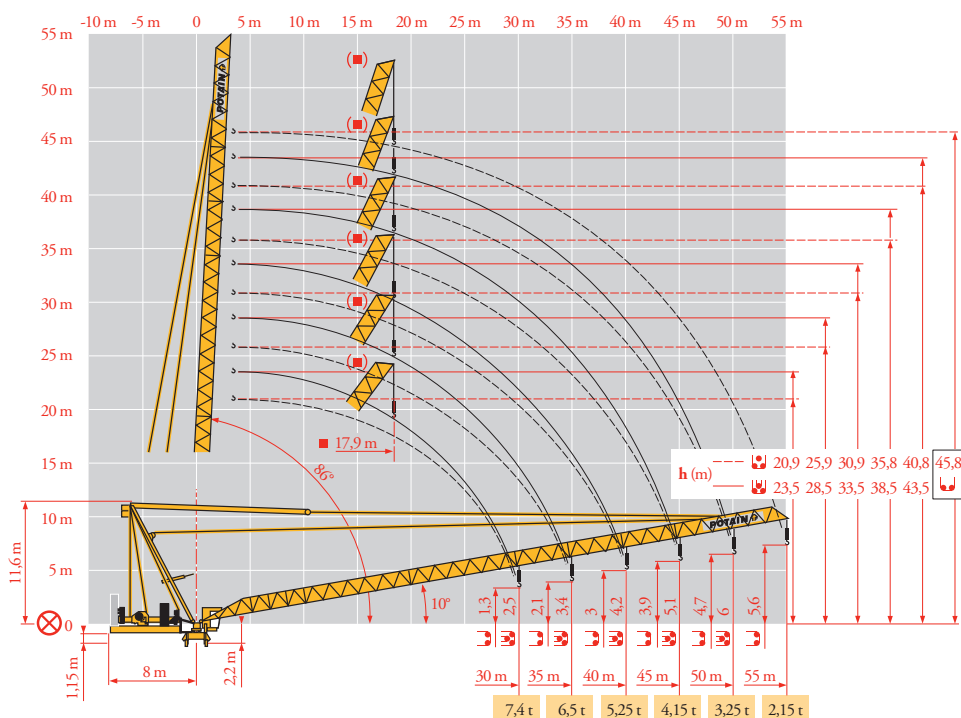 -10 m -5 m 0 5 m 10 m 15 m 20 m 25 m 30 m 35 m 40 m 45 m 50 m 55 m
55 m
50 m
45 m
40 m
35 m
30 m
25 m
20 m
15 m
10 m
5 m
0
POTAIN
(■)
(■)
(■)
(■)
(■)
(■)
■ 17,9 m
86°
10°
h (m)
20,9 25,9 30,9 35,8 40,8 45,8
23,5 28,5 33,5 38,5 43,5
POTAIN
11,6 m
1,15 m
8 m
2,2 m
1,3 2,5 2,1 3,4 3 4,2 3,9 5,1 4,7 6 5,6
30 m 35 m 40 m 45 m 50 m 55 m
7,4 t 6,5 t 5,25 t 4,15 t 3,25 t 2,15 t